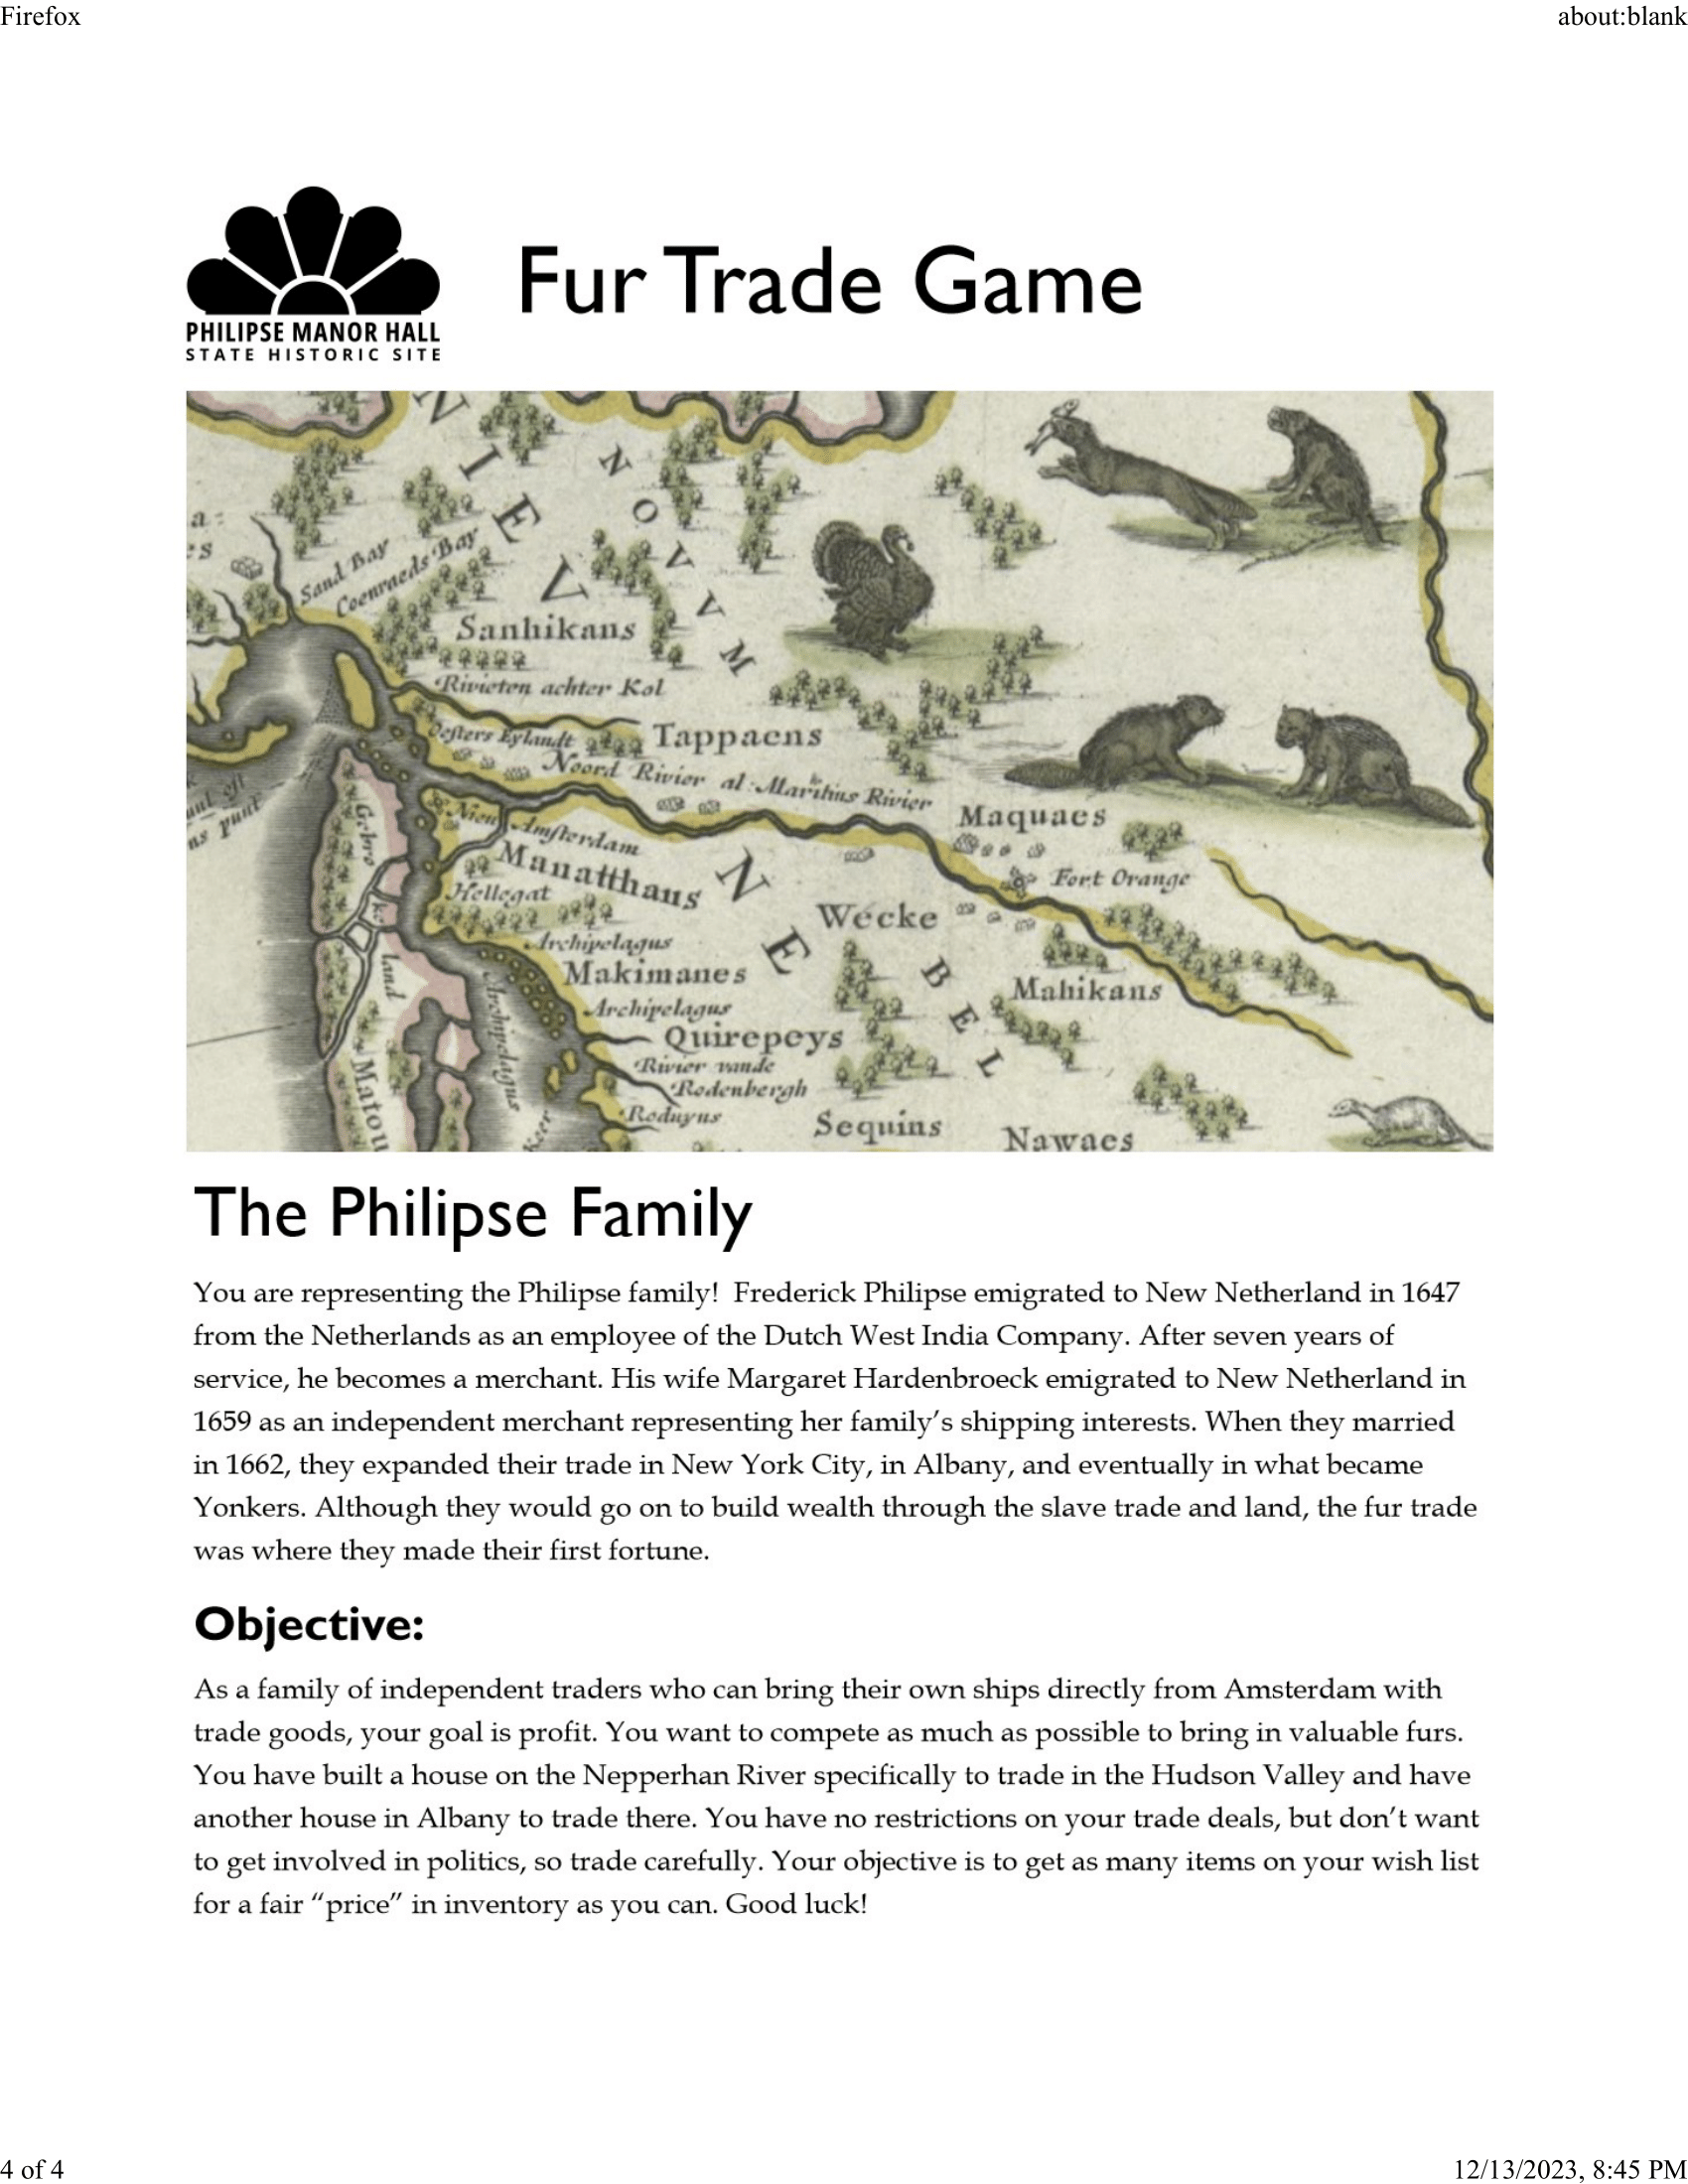 Firefox
about:blank
PHILIPSE MANOR HALL
STATE HISTORIC SITE
Fur Trade Game
NIEV
NOVVM
a:
es
Sand Bay
Coenraeds Bay
Sanhikans
Rivieten achter Kol
Oesters Eylandt
Tappaens
Noord Rivier al: Maritius Rivier
Maquaes
Nieu Amsterdam
Manatthans
Fort Orange
Hellegat
Wecke
NE
Archipelagus
Makimanes
BEL
Mahikans
Archipelagus
Quirepeys
Rivier vande
Rodenbergh
Roduyns
Sequins
Nawaes
Gebro
land
Matou
Archipelagus
The Philipse Family
You are representing the Philipse family!  Frederick Philipse emigrated to New Netherland in 1647
from the Netherlands as an employee of the Dutch West India Company. After seven years of
service, he becomes a merchant. His wife Margaret Hardenbroeck emigrated to New Netherland in
1659 as an independent merchant representing her family’s shipping interests. When they married
in 1662, they expanded their trade in New York City, in Albany, and eventually in what became
Yonkers. Although they would go on to build wealth through the slave trade and land, the fur trade
was where they made their first fortune.
Objective:
As a family of independent traders who can bring their own ships directly from Amsterdam with
trade goods, your goal is profit. You want to compete as much as possible to bring in valuable furs.
You have built a house on the Nepperhan River specifically to trade in the Hudson Valley and have
another house in Albany to trade there. You have no restrictions on your trade deals, but don’t want
to get involved in politics, so trade carefully. Your objective is to get as many items on your wish list
for a fair “price” in inventory as you can. Good luck!
4 of 4
12/13/2023, 8:45 PM